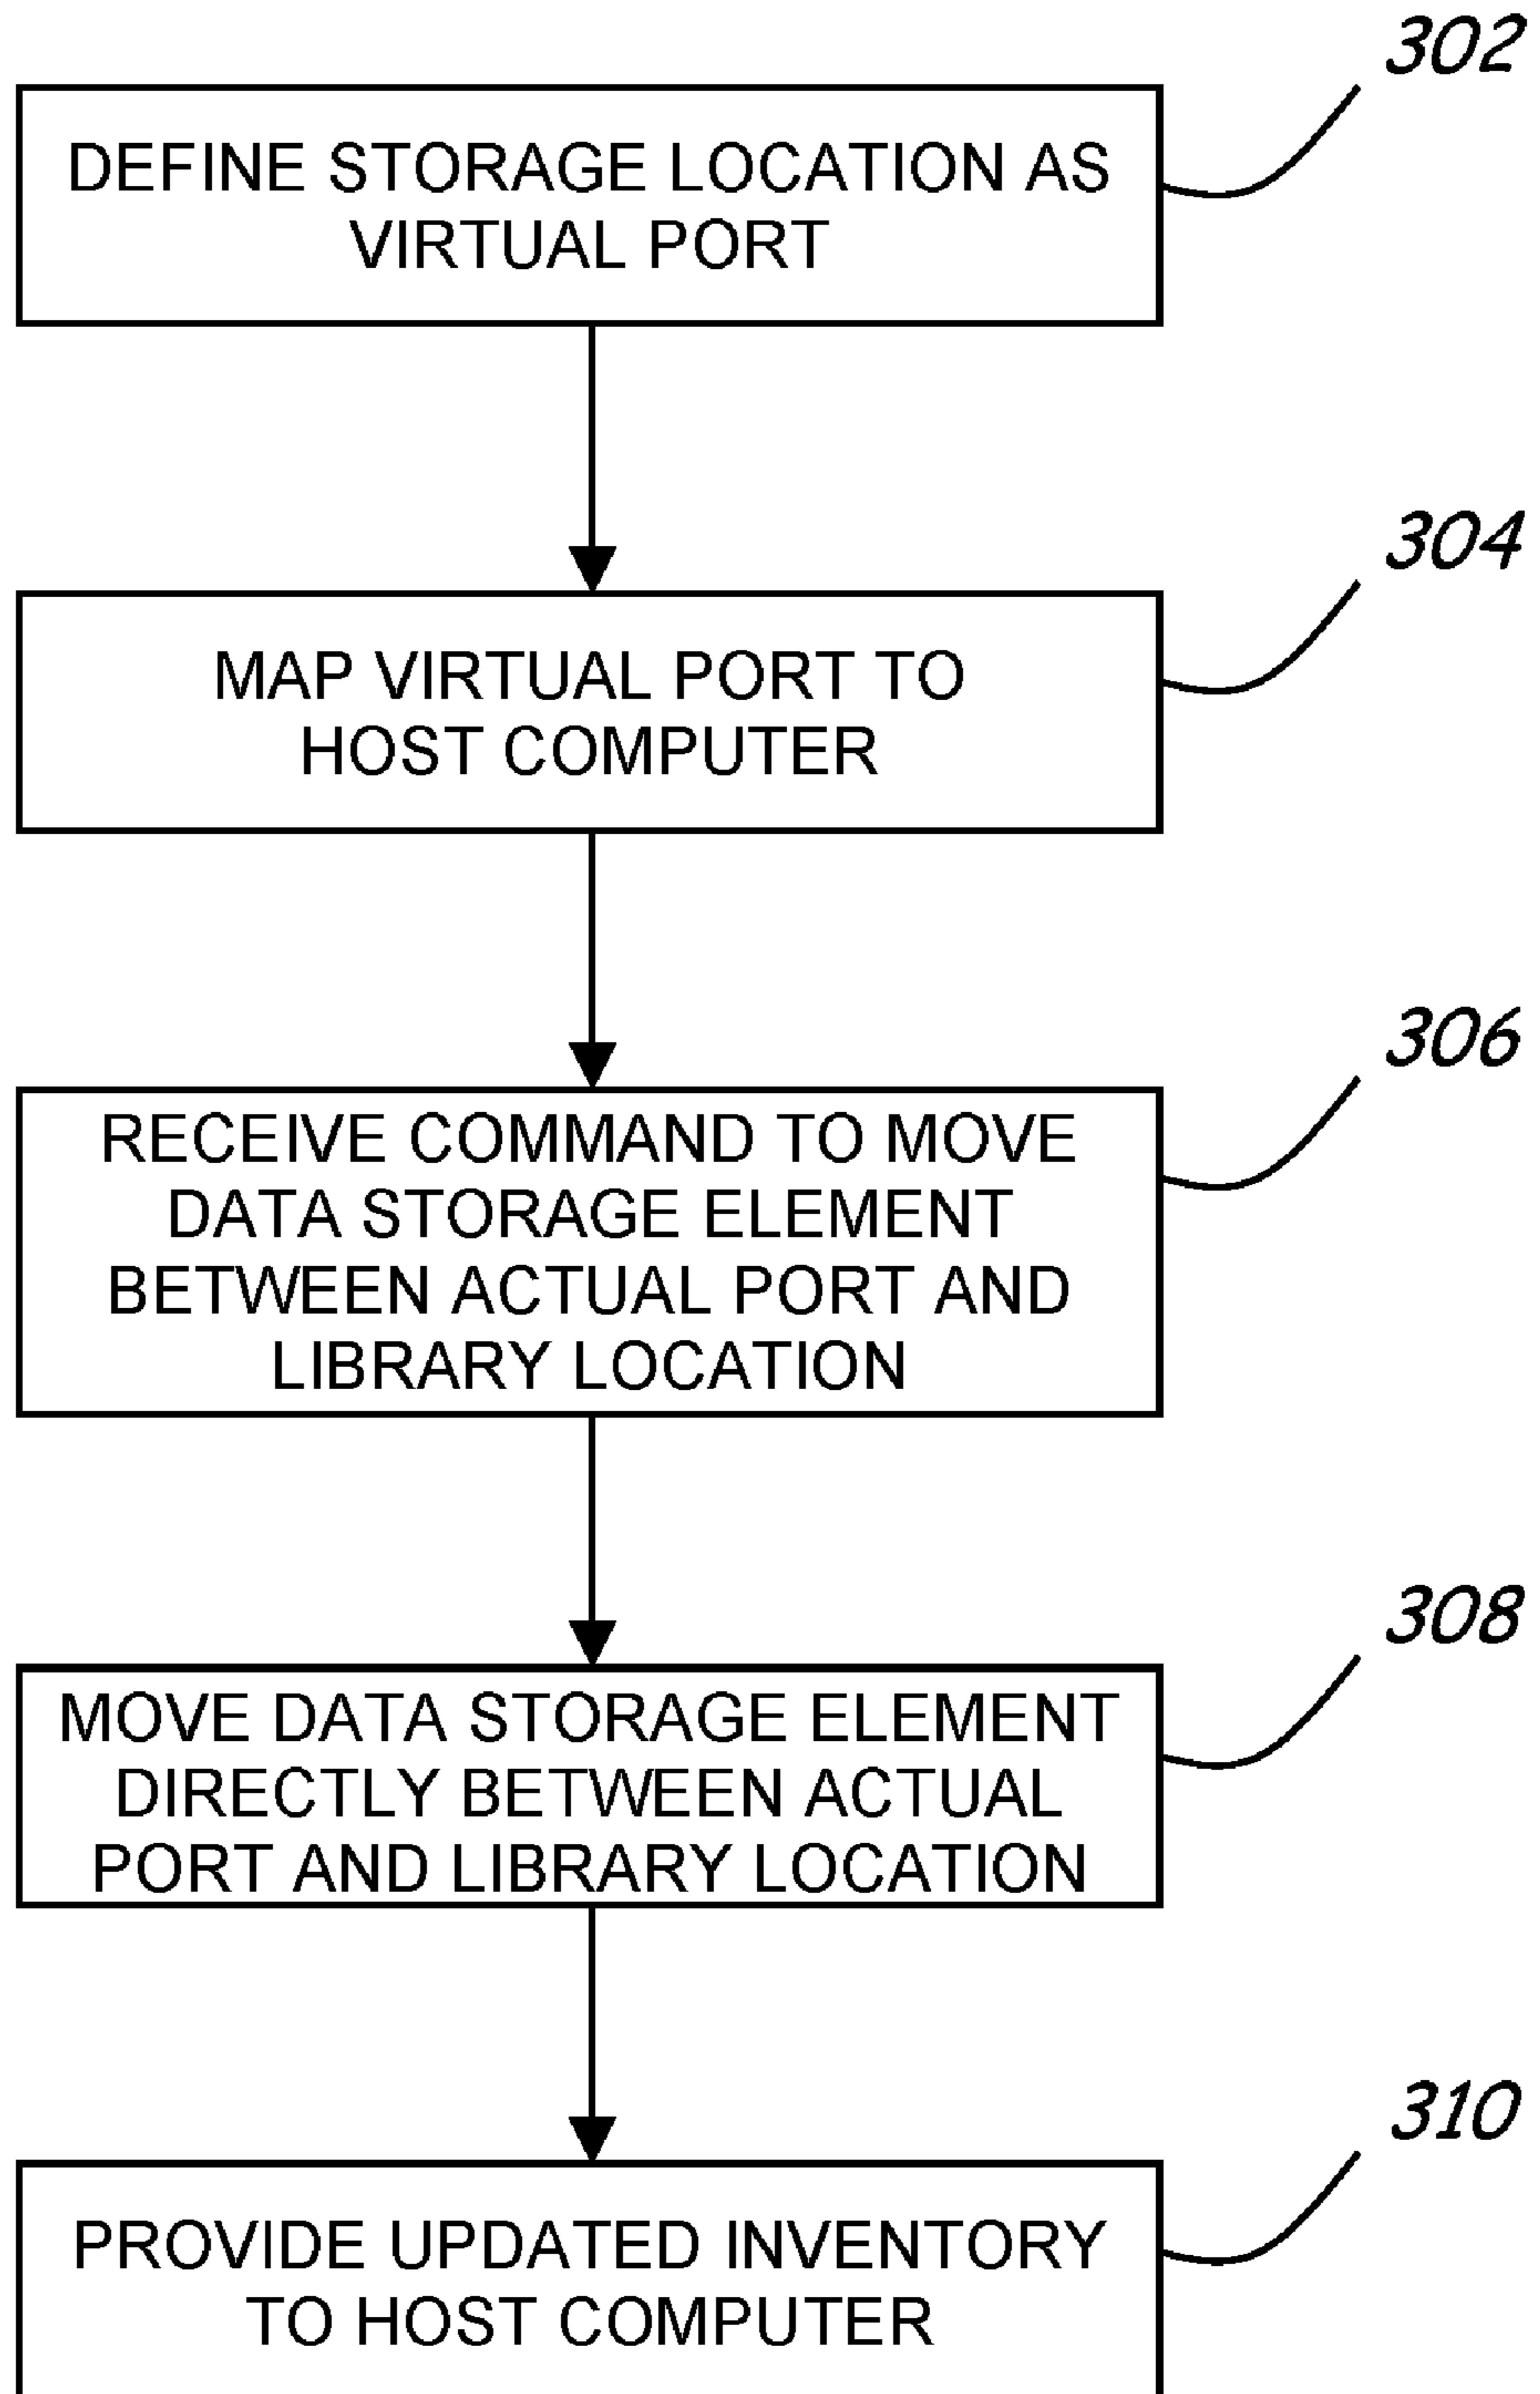 302
DEFINE STORAGE LOCATION AS
VIRTUAL PORT
304
MAP VIRTUAL PORT TO
HOST COMPUTER
306
RECEIVE COMMAND TO MOVE
DATA STORAGE ELEMENT
BETWEEN ACTUAL PORT AND
LIBRARY LOCATION
308
MOVE DATA STORAGE ELEMENT
DIRECTLY BETWEEN ACTUAL
PORT AND LIBRARY LOCATION
310
PROVIDE UPDATED INVENTORY
TO HOST COMPUTER